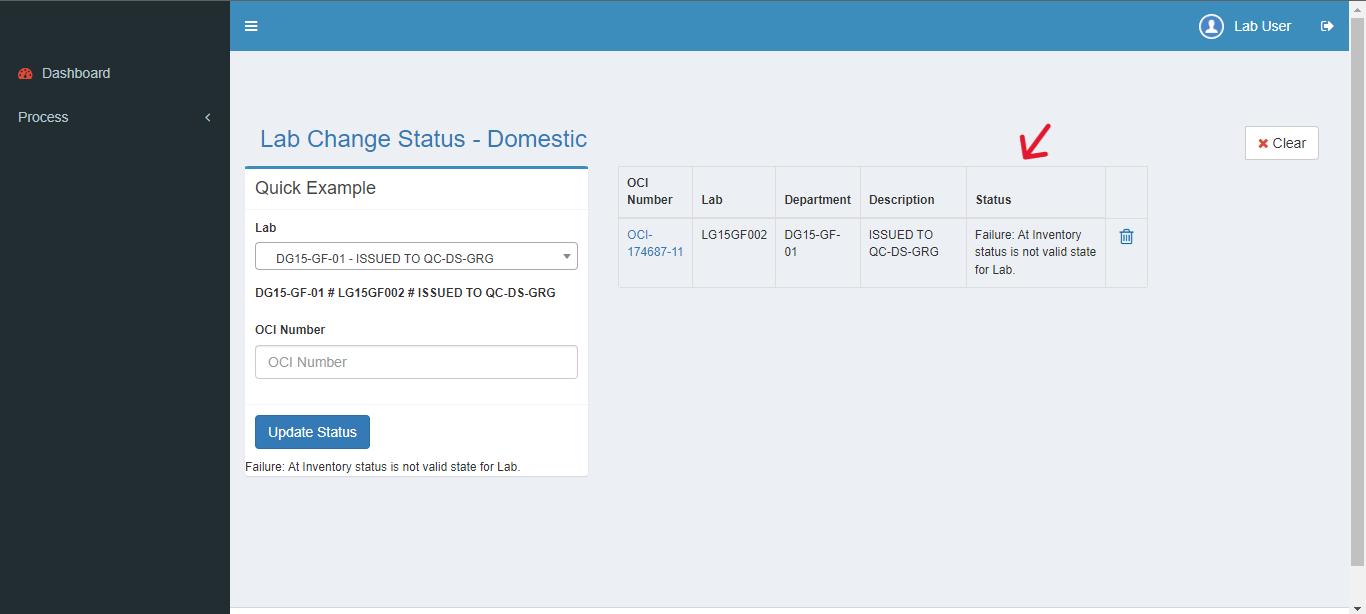 Lab User
Dashboard
Process
Lab Change Status - Domestic
Clear
Quick Example
Lab
DG15-GF-01 - ISSUED TO QC-DS-GRG
DG15-GF-01 # LG15GF002 # ISSUED TO QC-DS-GRG
OCI Number
OCI Number
Update Status
Failure: At Inventory status is not valid state for Lab.
OCI
Number
Lab
Department
Description
Status
OCI-
174687-11
LG15GF002
DG15-GF-
01
ISSUED TO
QC-DS-GRG
Failure: At Inventory
status is not valid state
for Lab.